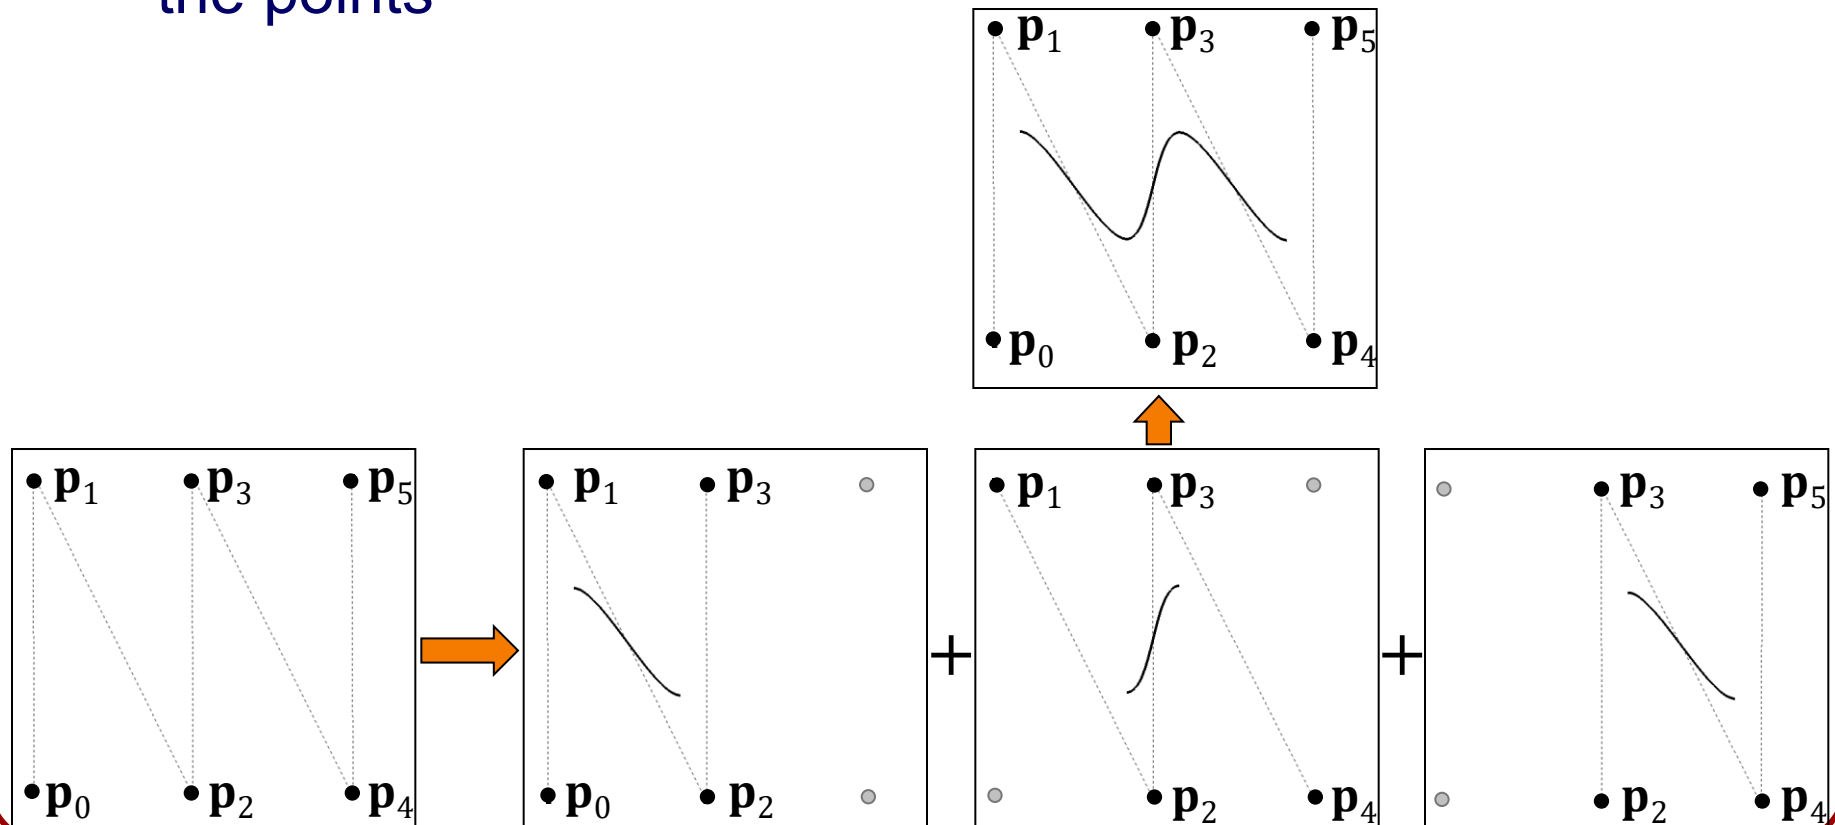 the points
p₁ p₃ p₅
p₀ p₂ p₄
p₁ p₃ p₅ p₁ p₃ p₁ p₃ p₃ p₅
+ +
p₀ p₂ p₄ p₀ p₂ p₂ p₄ p₂ p₄